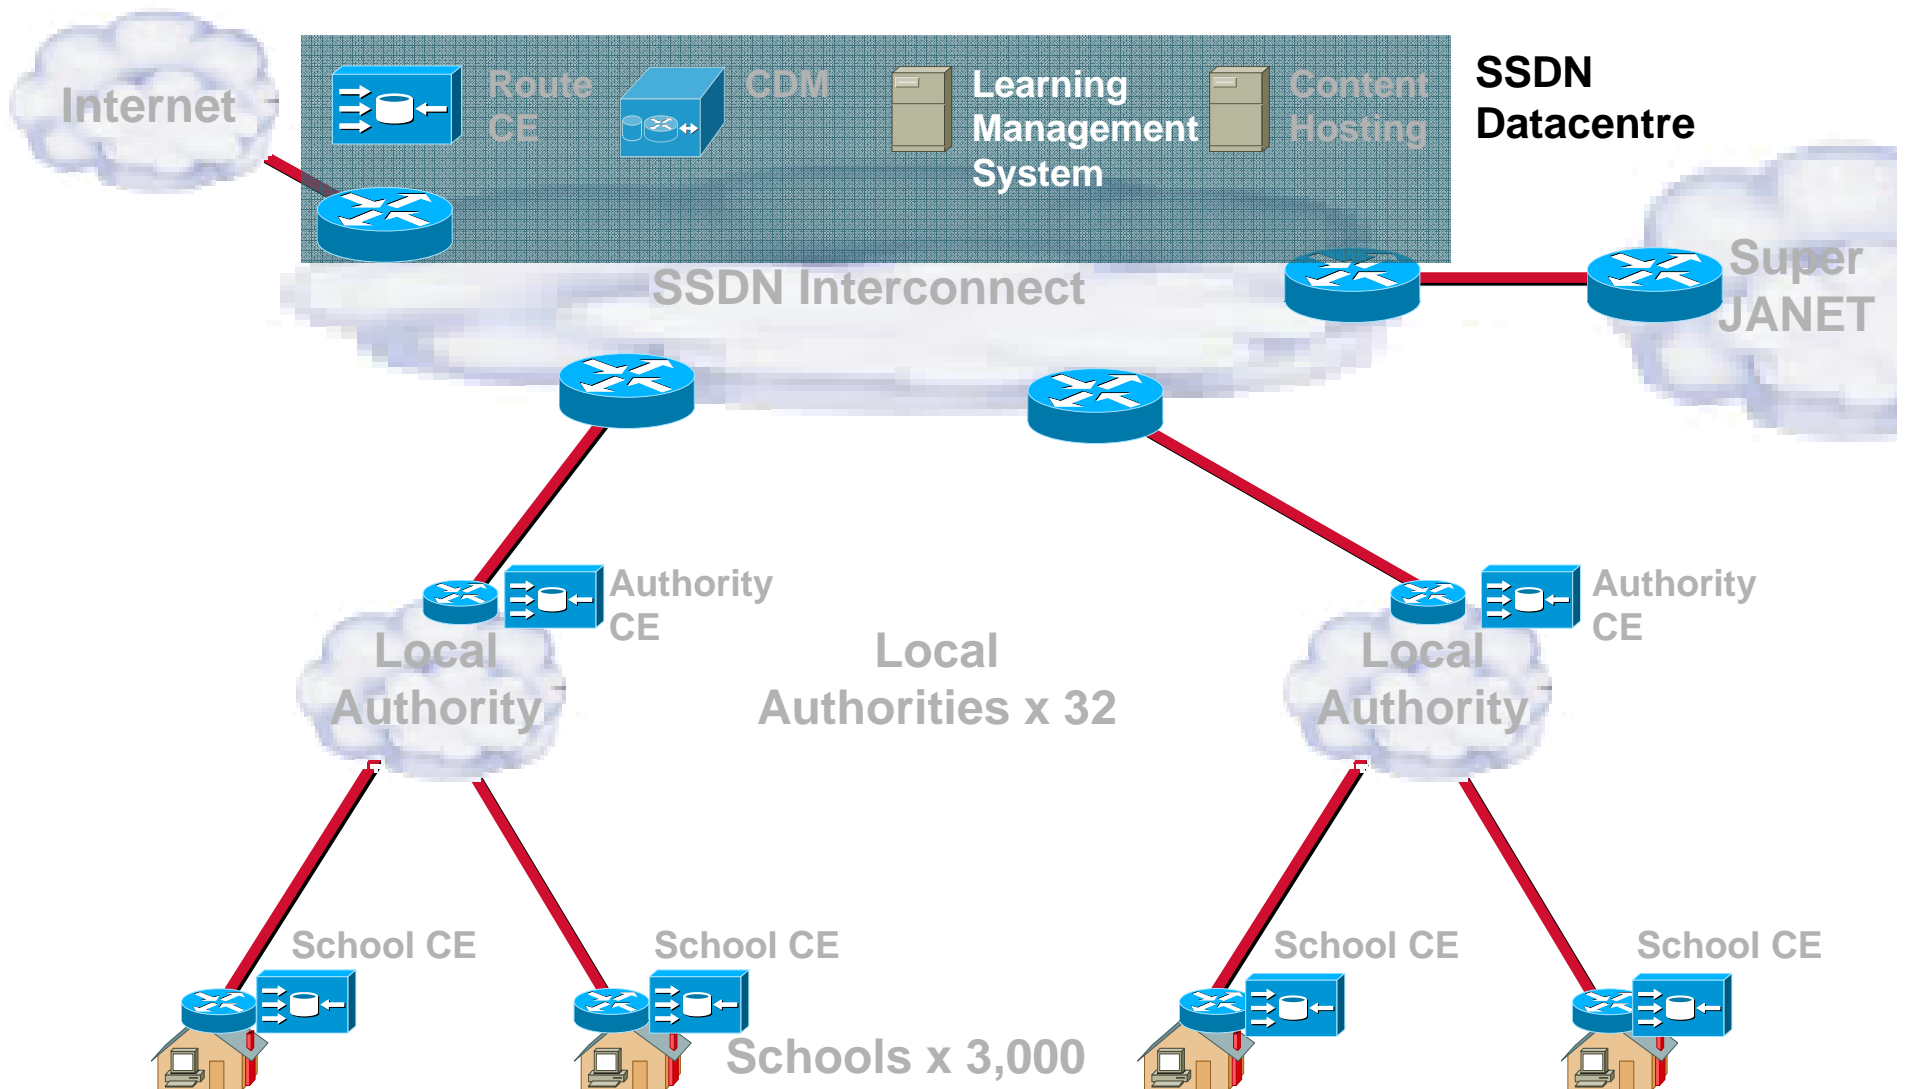 Internet
Route
CE
CDM
Learning
Management
System
Content
Hosting
SSDN
Datacentre
SSDN Interconnect
Super
JANET
Authority
CE
Local
Authority
Local
Authorities x 32
Authority
CE
Local
Authority
School CE
School CE
School CE
School CE
Schools x 3,000